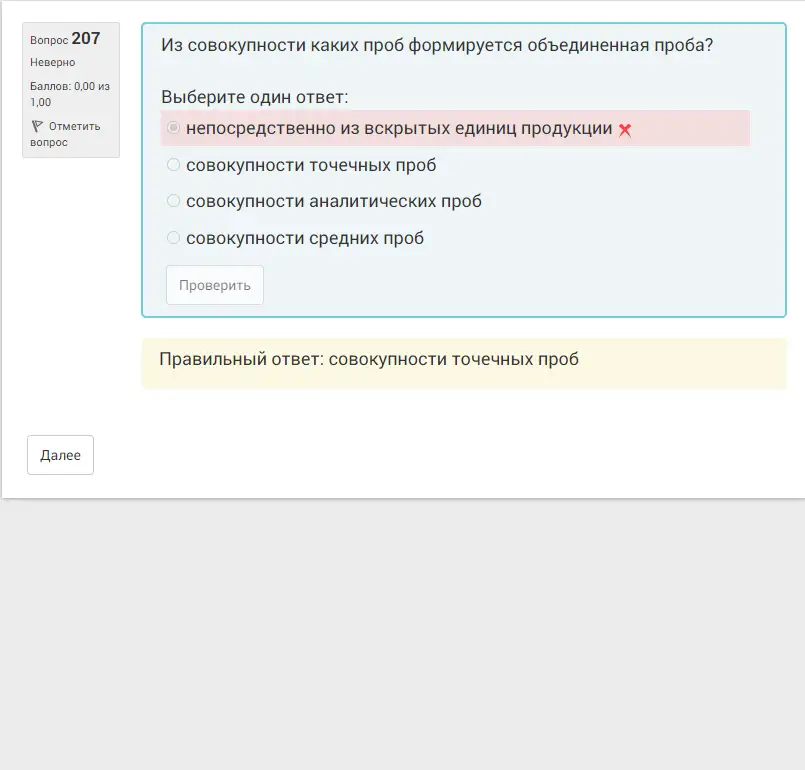 Вопрос 207
Неверно
Баллов: 0,00 из
1,00
Отметить
вопрос
Из совокупности каких проб формируется объединенная проба?
Выберите один ответ:
непосредственно из вскрытых единиц продукции
совокупности точечных проб
совокупности аналитических проб
совокупности средних проб
Проверить
Правильный ответ: совокупности точечных проб
Далее